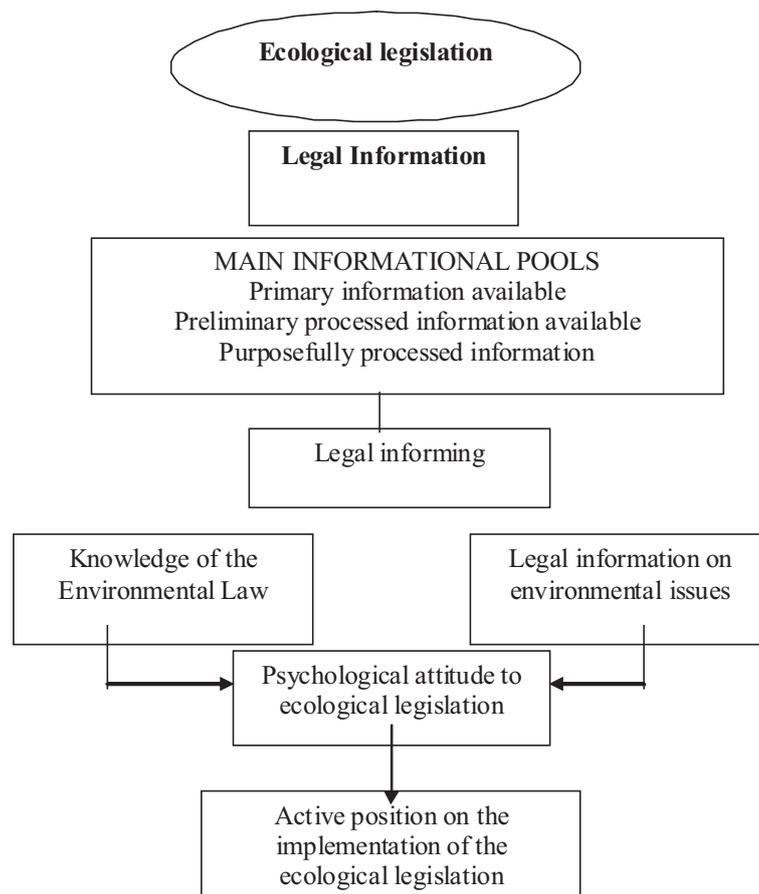 Ecological legislation
Legal Information
MAIN INFORMATIONAL POOLS
Primary information available
Preliminary processed information available
Purposefully processed information
Legal informing
Knowledge of the
Environmental Law
Legal information on
environmental issues
Psychological attitude to
ecological legislation
Active position on the
implementation of the
ecological legislation